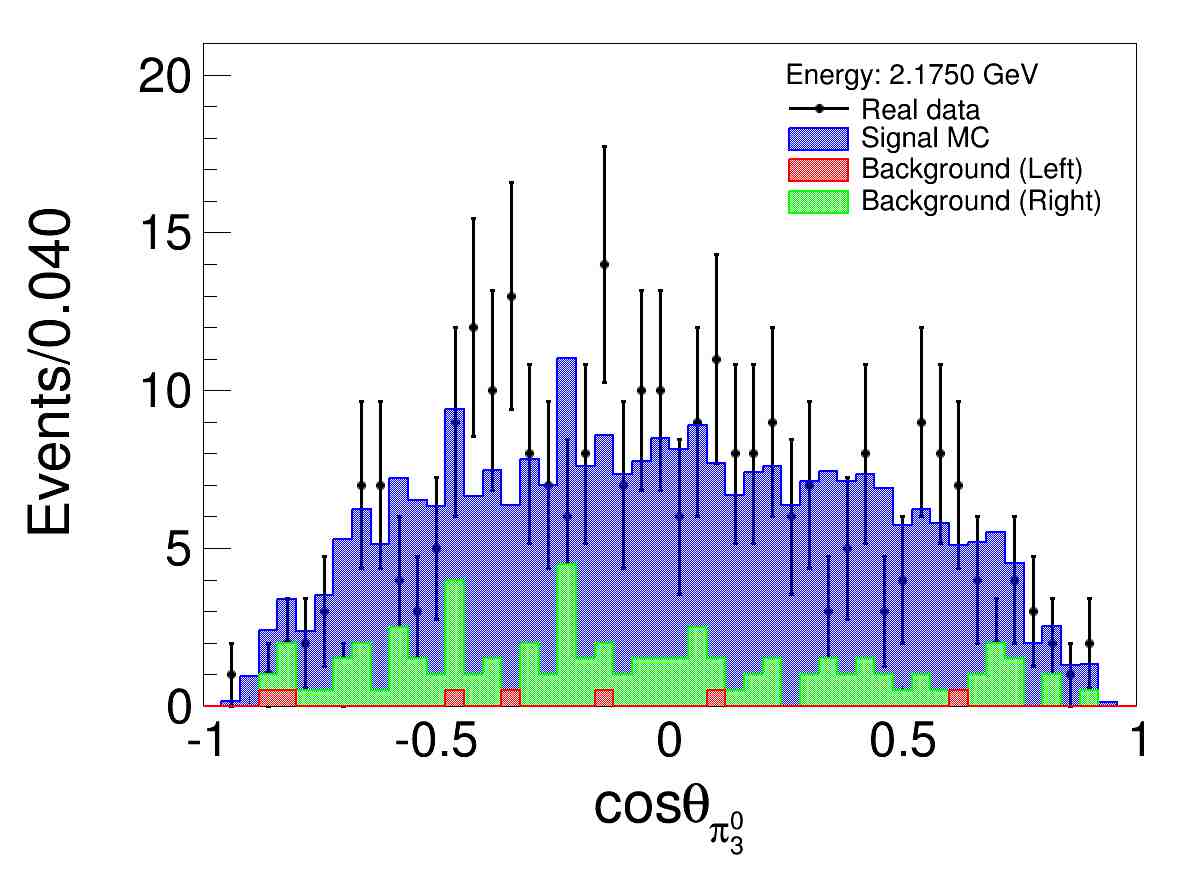 Energy: 2.1750 GeV
Real data
Signal MC
Background (Left)
Background (Right)
Events/0.040
20
15
10
5
0
-1
-0.5
0
0.5
1
cosθπ⁰₃